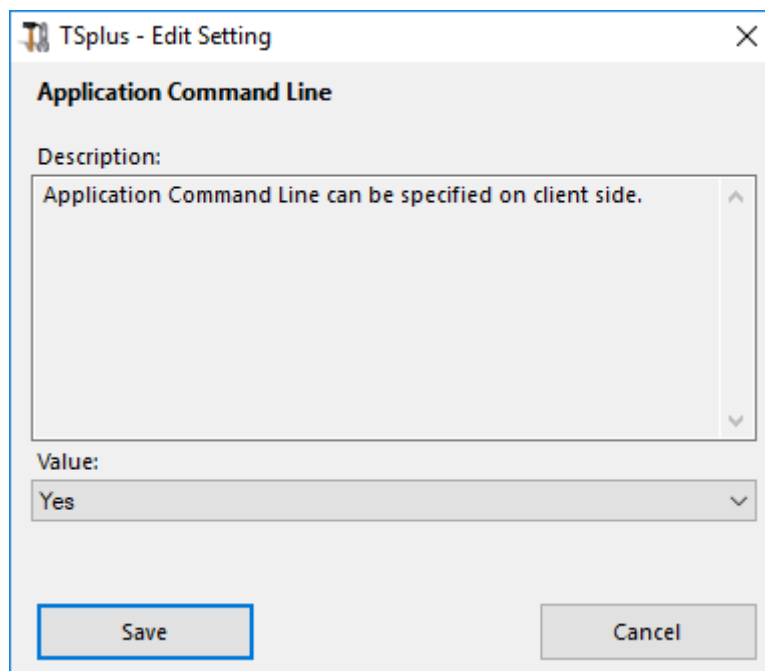 TSplus - Edit Setting
Application Command Line
Description:
Application Command Line can be specified on client side.
Value:
Yes
Save
Cancel